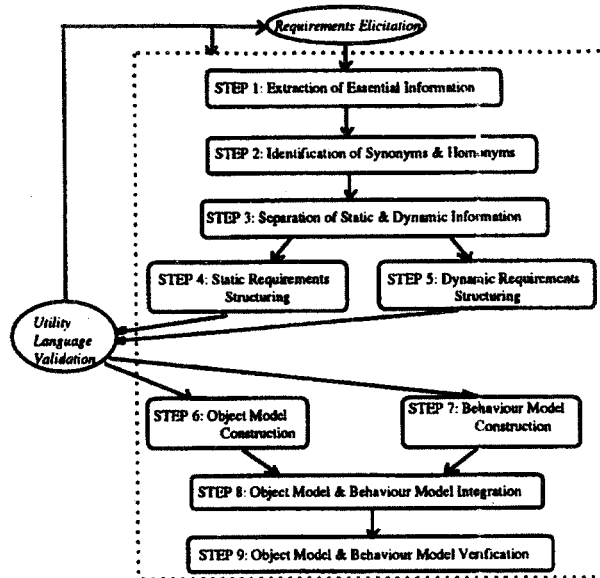 Requirements Elicitation
STEP 1: Extraction of Essential Information
STEP 2: Identification of Synonyms & Homonyms
STEP 3: Separation of Static & Dynamic Information
STEP 4: Static Requirements
Structuring
STEP 5: Dynamic Requirements
Structuring
Utility
Language
Validation
STEP 6: Object Model
Construction
STEP 7: Behaviour Model
Construction
STEP 8: Object Model & Behaviour Model Integration
STEP 9: Object Model & Behaviour Model Verification